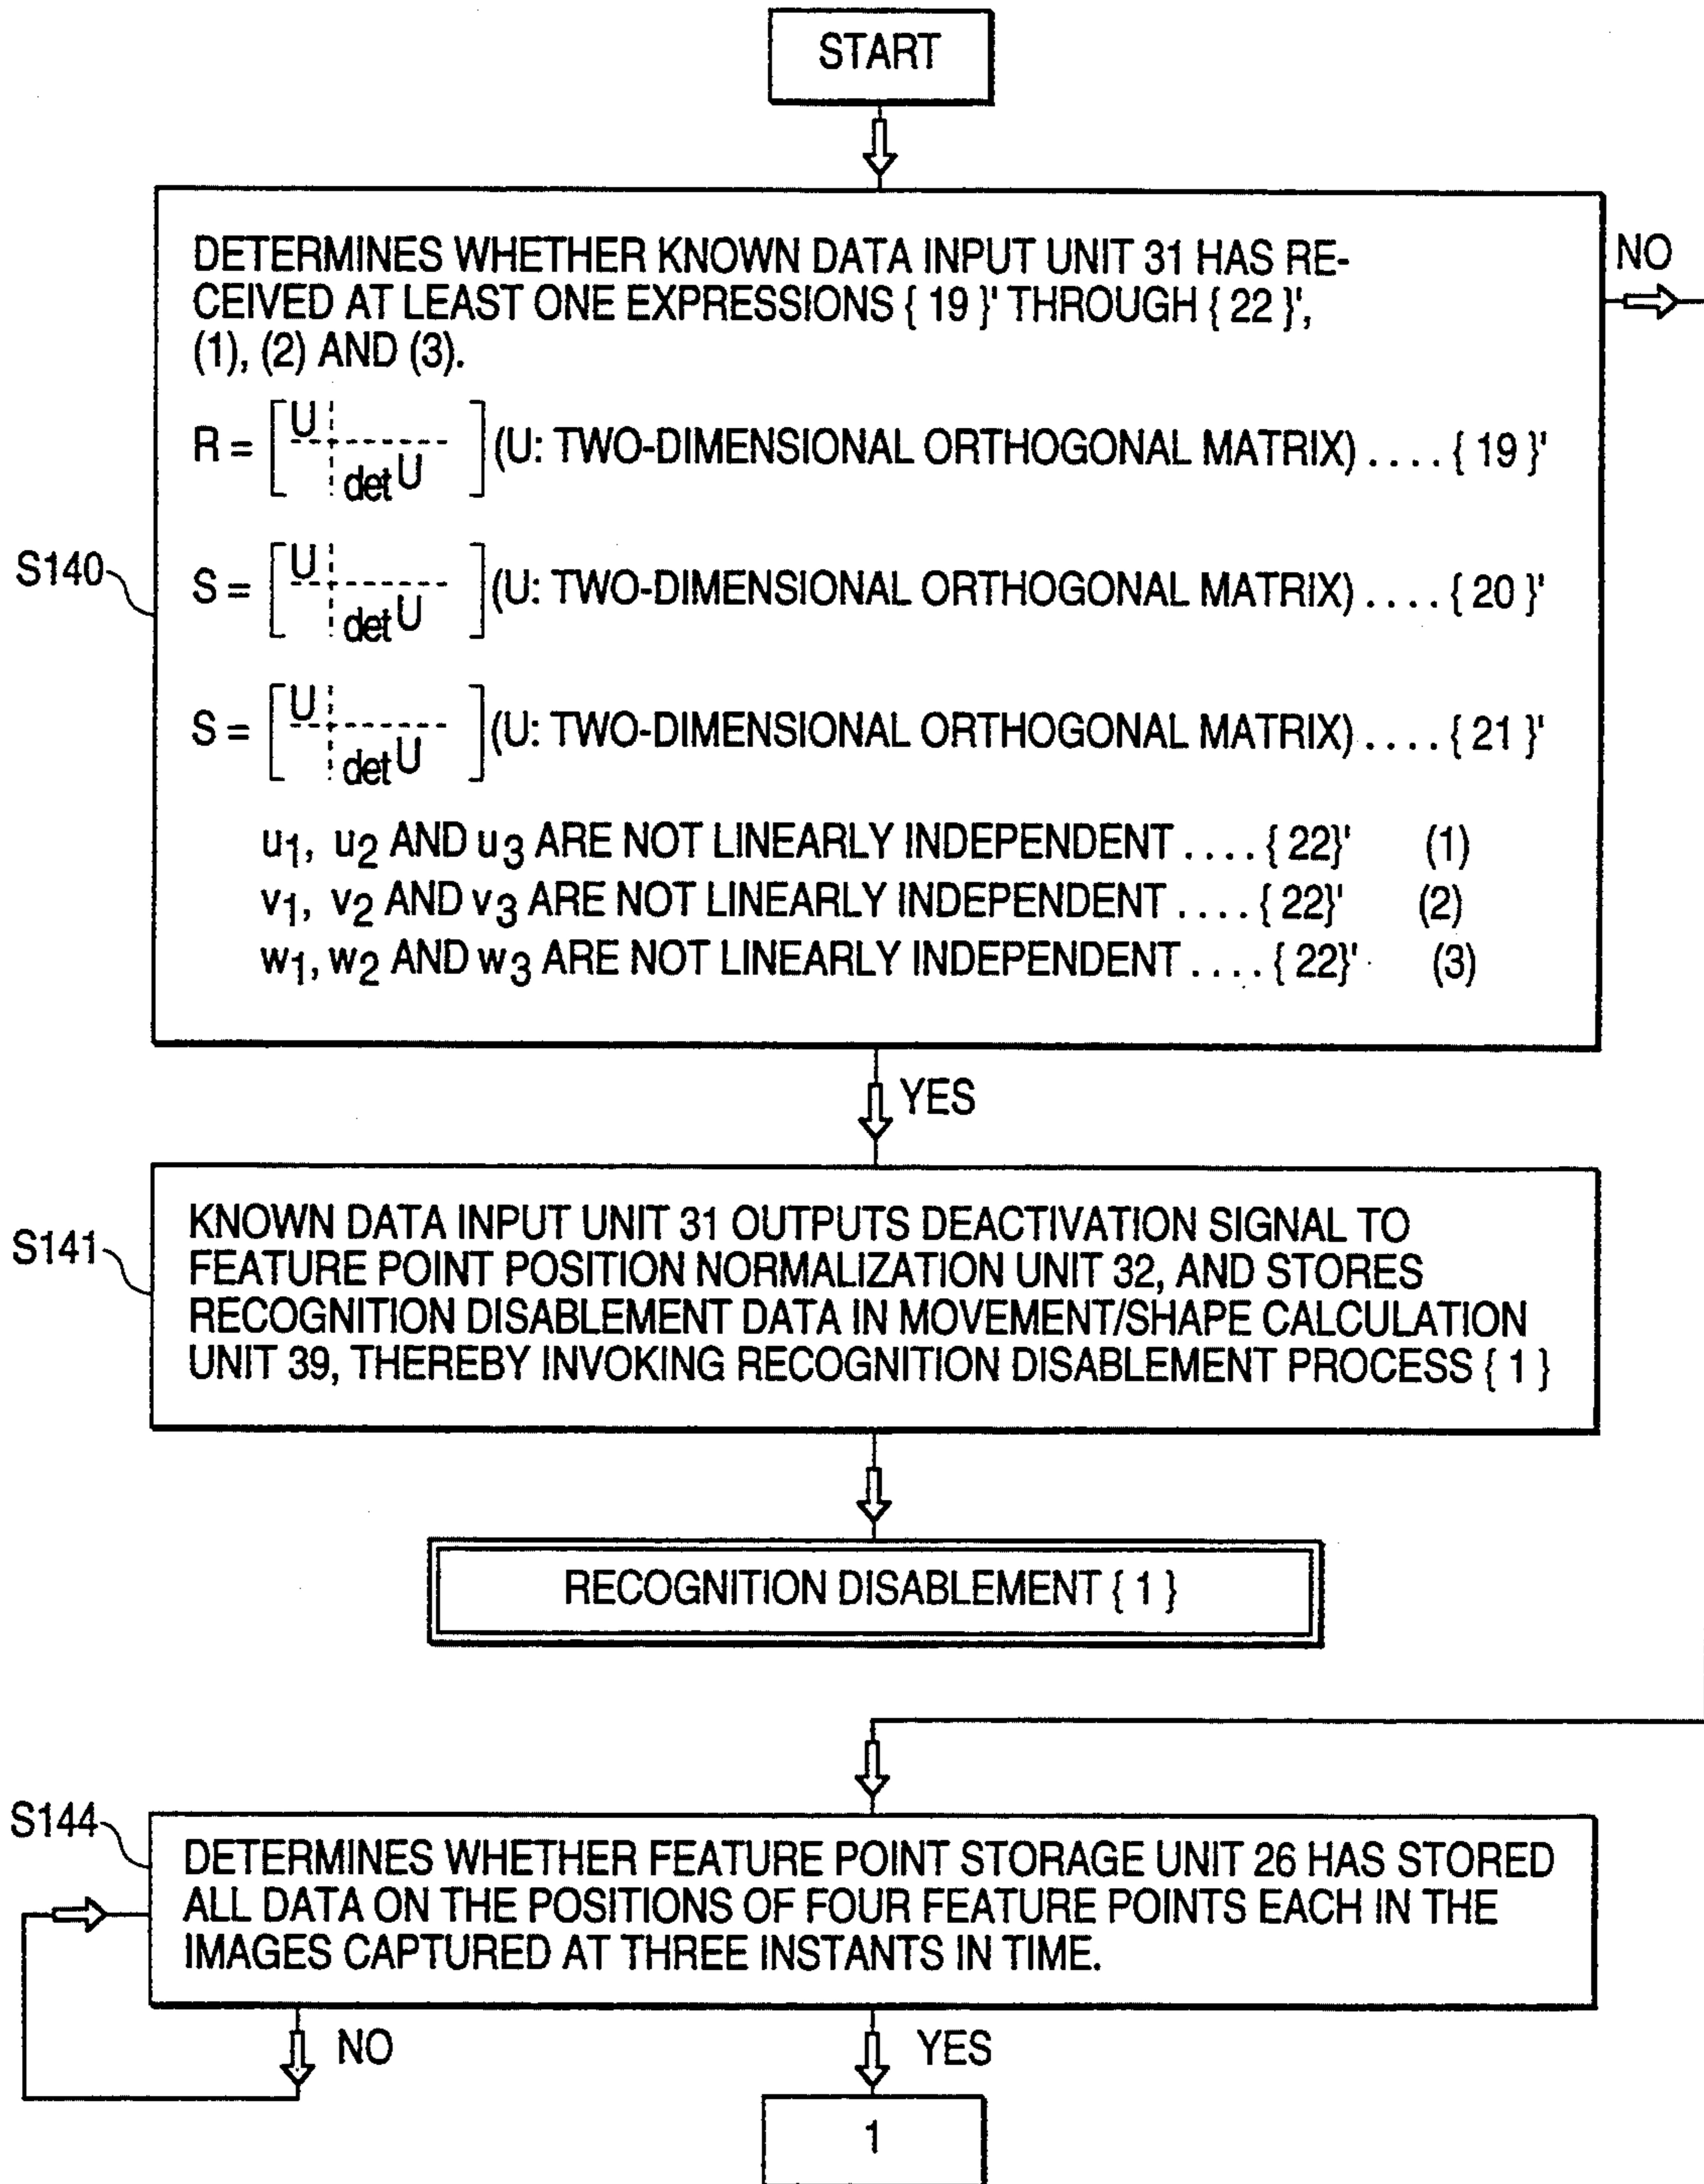 START
DETERMINES WHETHER KNOWN DATA INPUT UNIT 31 HAS RE-
CEIVED AT LEAST ONE EXPRESSIONS { 19 }' THROUGH { 22 }',
(1), (2) AND (3).
NO
R = [ U det U ] (U: TWO-DIMENSIONAL ORTHOGONAL MATRIX) .... { 19 }'
S140
S = [ U det U ] (U: TWO-DIMENSIONAL ORTHOGONAL MATRIX) .... { 20 }'
S = [ U det U ] (U: TWO-DIMENSIONAL ORTHOGONAL MATRIX) .... { 21 }'
u1, u2 AND u3 ARE NOT LINEARLY INDEPENDENT .... { 22}' (1)
v1, v2 AND v3 ARE NOT LINEARLY INDEPENDENT .... { 22}' (2)
w1, w2 AND w3 ARE NOT LINEARLY INDEPENDENT .... { 22}' (3)
YES
S141
KNOWN DATA INPUT UNIT 31 OUTPUTS DEACTIVATION SIGNAL TO
FEATURE POINT POSITION NORMALIZATION UNIT 32, AND STORES
RECOGNITION DISABLEMENT DATA IN MOVEMENT/SHAPE CALCULATION
UNIT 39, THEREBY INVOKING RECOGNITION DISABLEMENT PROCESS { 1 }
RECOGNITION DISABLEMENT { 1 }
S144
DETERMINES WHETHER FEATURE POINT STORAGE UNIT 26 HAS STORED
ALL DATA ON THE POSITIONS OF FOUR FEATURE POINTS EACH IN THE
IMAGES CAPTURED AT THREE INSTANTS IN TIME.
NO
YES
1